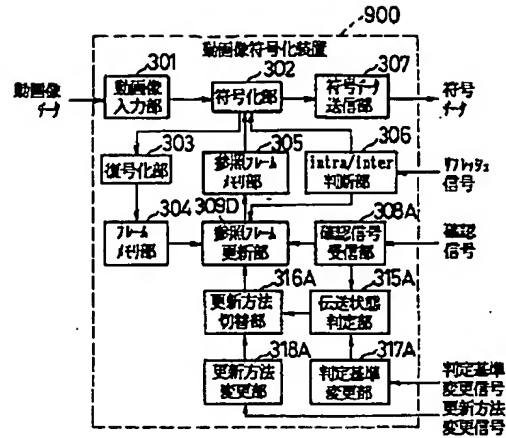 900
動画像符号化装置
301
302
307
動画像
データ
動画像
入力部
符号化部
符号データ
送信部
符号
データ
303
305
306
復号化部
参照フレーム
メモリ部
intra/inter
判断部
リフレッシュ
信号
304
309D
308A
フレーム
メモリ部
参照フレーム
更新部
確認信号
受信部
確認
信号
316A
315A
更新方法
切替部
伝送状態
判定部
318A
317A
更新方法
変更部
判定基準
変更部
判定基準
変更信号
更新方法
変更信号